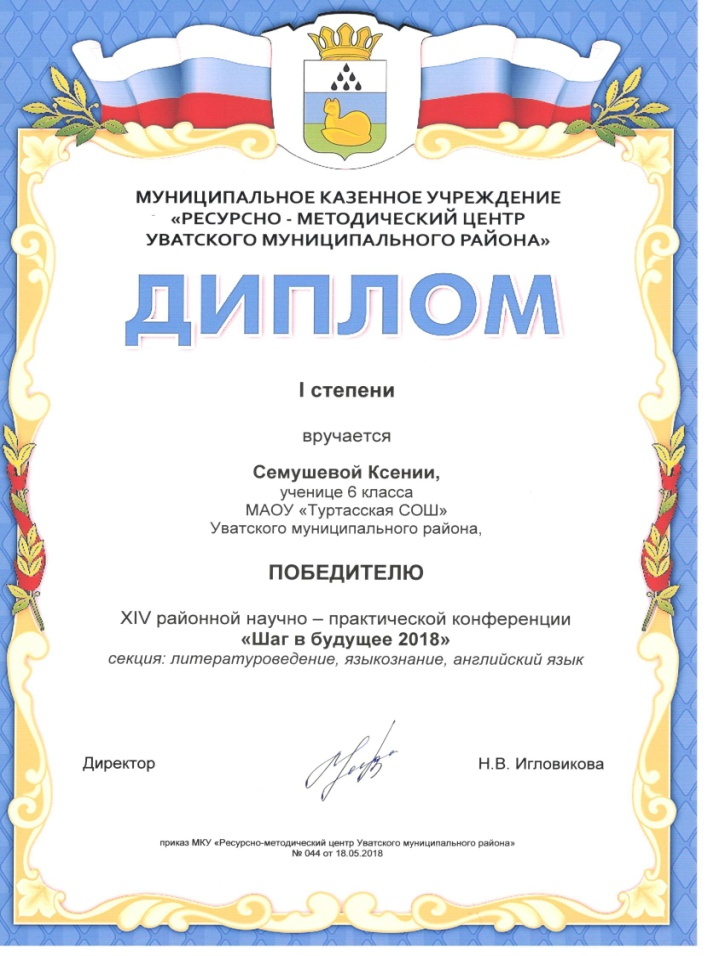 МУНИЦИПАЛЬНОЕ КАЗЕННОЕ УЧРЕЖДЕНИЕ
«РЕСУРСНО - МЕТОДИЧЕСКИЙ ЦЕНТР
УВАТСКОГО МУНИЦИПАЛЬНОГО РАЙОНА»
ДИПЛОМ
I степени
вручается
Семушевой Ксении,
ученице 6 класса
МАОУ «Туртасская СОШ»
Уватского муниципального района,
ПОБЕДИТЕЛЮ
XIV районной научно – практической конференции
«Шаг в будущее 2018»
секция: литературоведение, языкознание, английский язык
Директор
Н.В. Игловикова
приказ МКУ «Ресурсно-методический центр Уватского муниципального района»
№ 044 от 18.05.2018